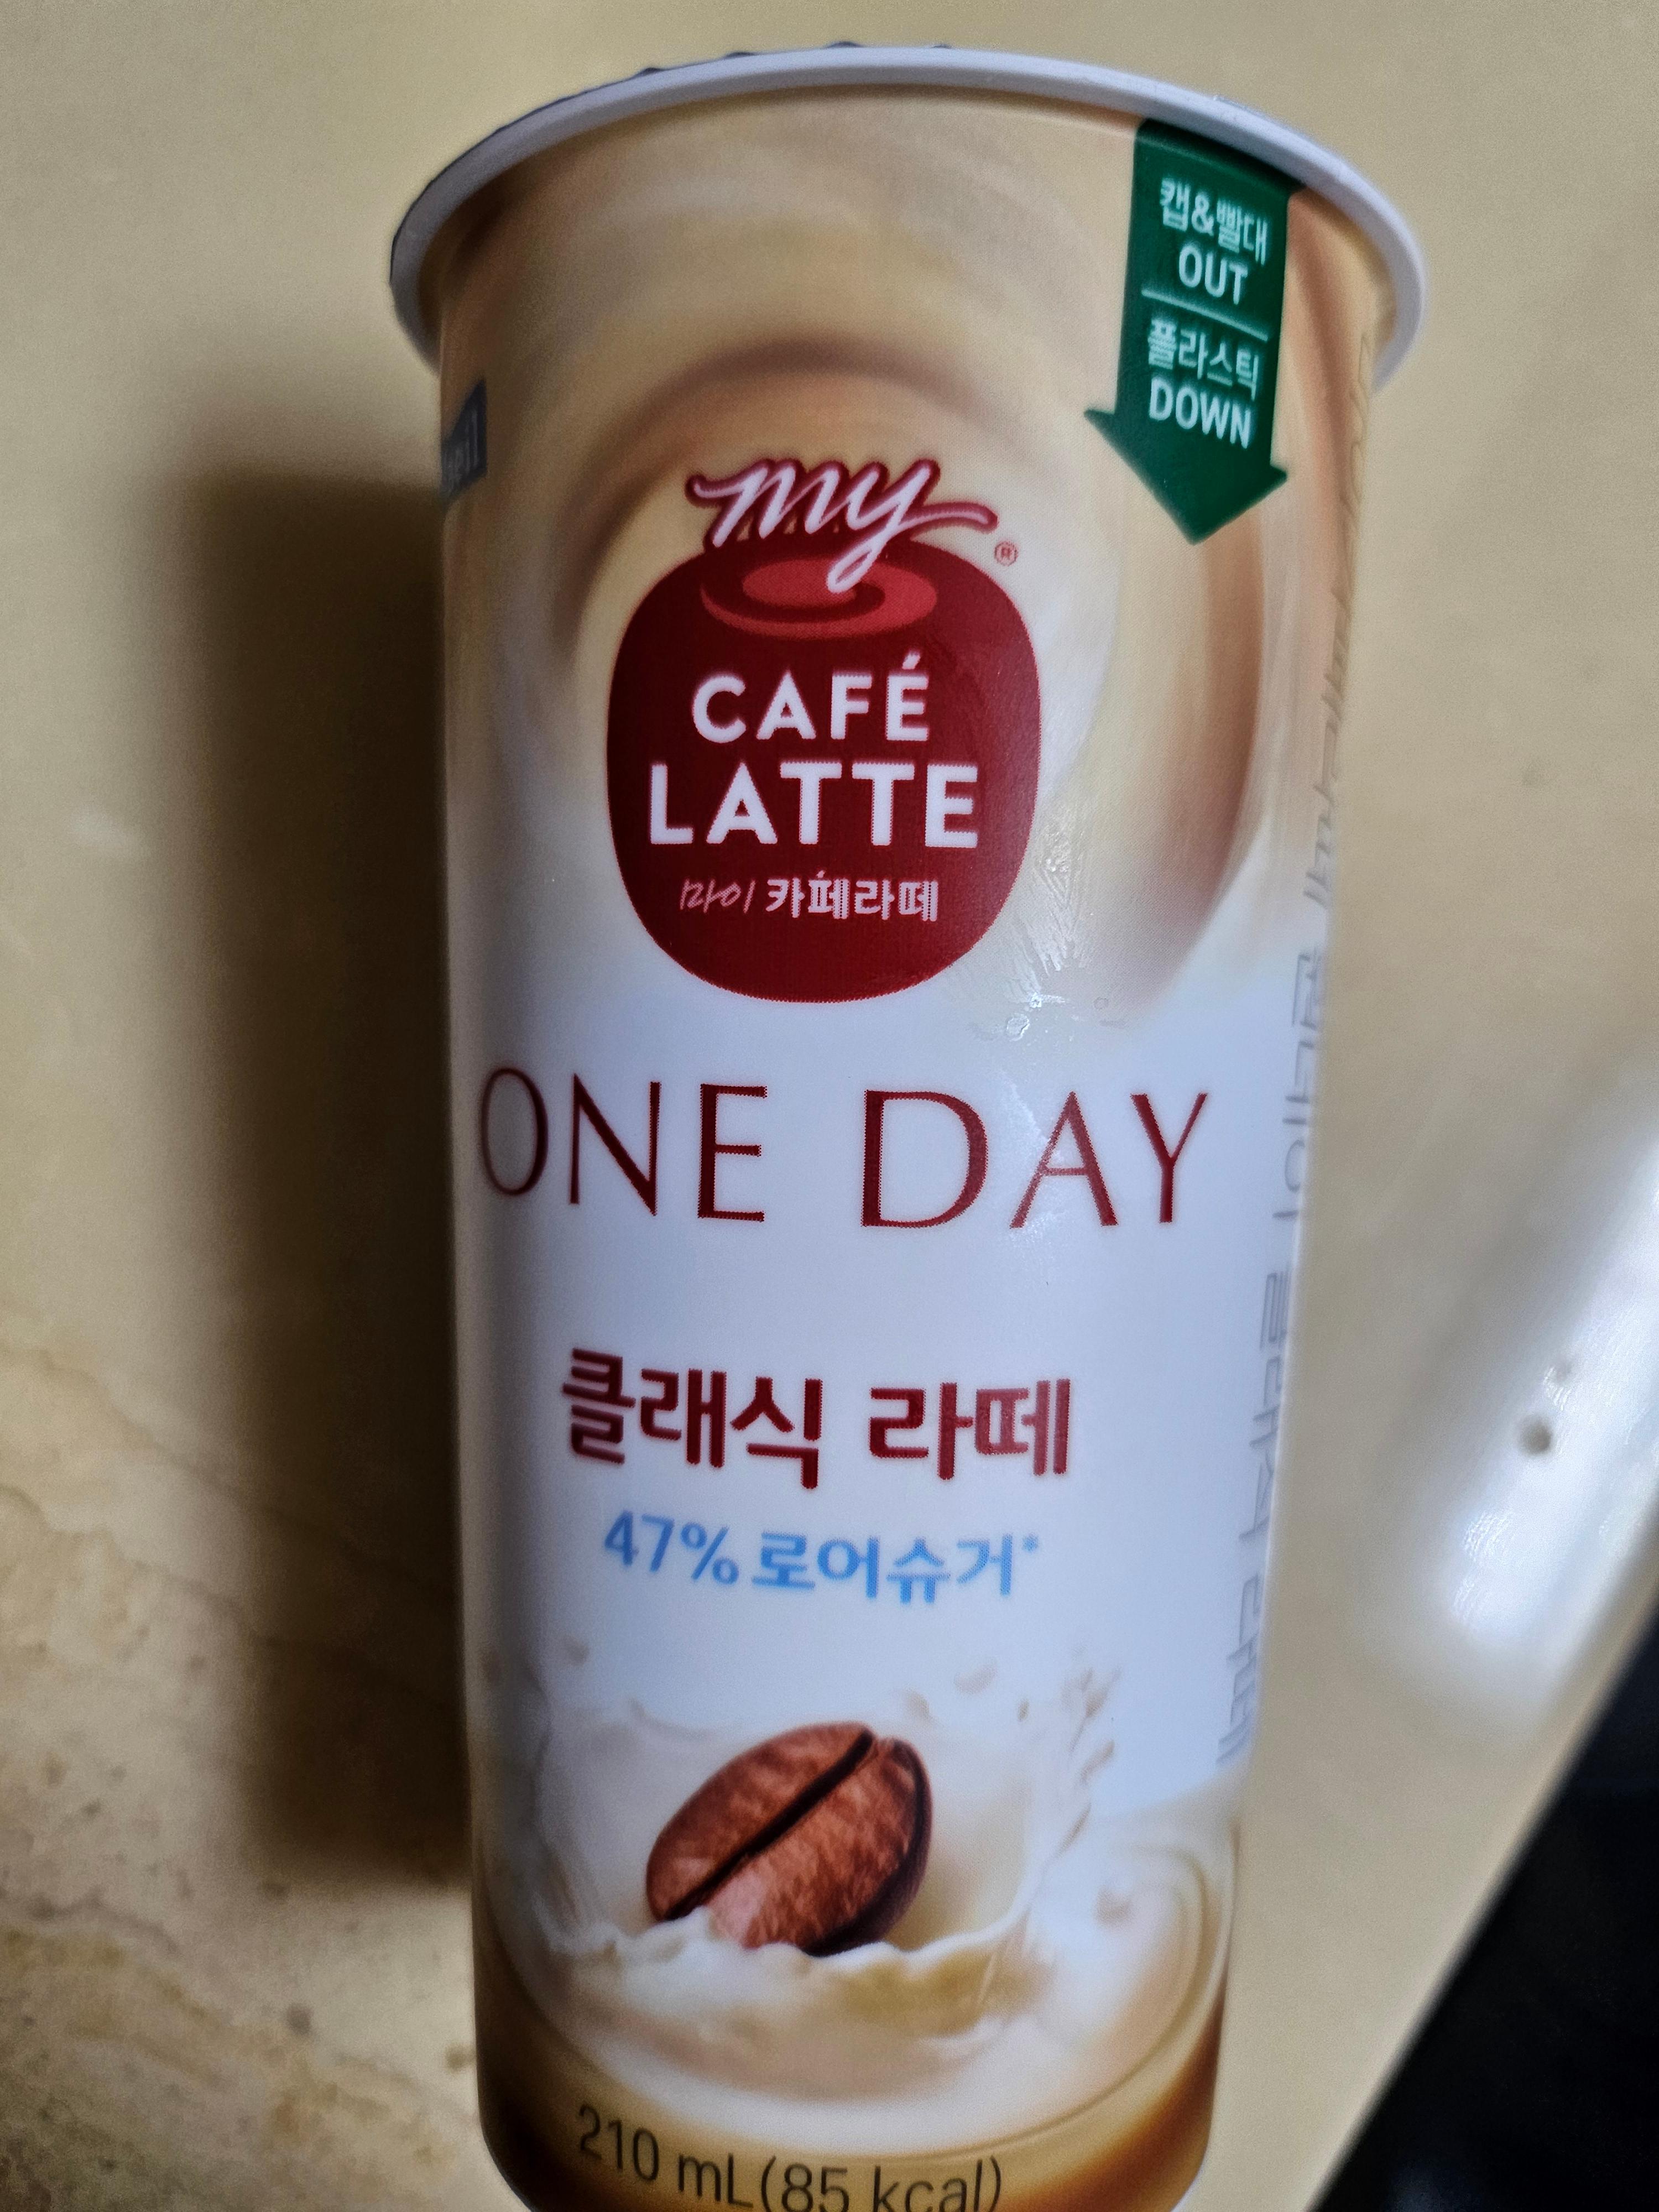 캡&빨대
OUT
플라스틱
DOWN
my
CAFÉ
LATTE
마이 카페라떼
ONE DAY
클래식 라떼
47% 로어슈거*
210 mL(85 kcal)